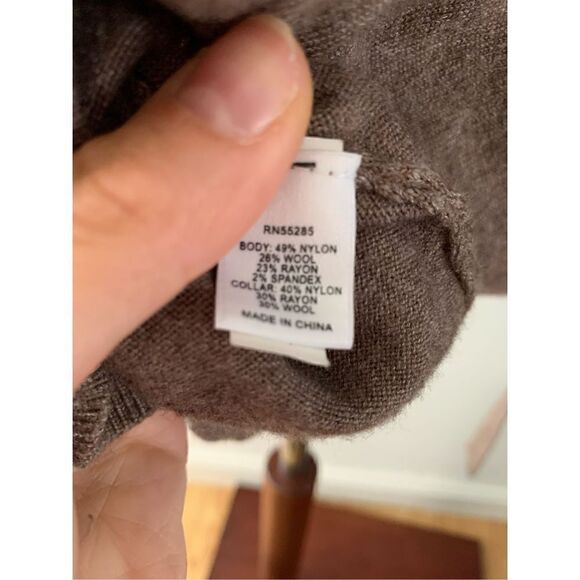 RN55285
BODY: 49% NYLON
26% WOOL
23% RAYON
2% SPANDEX
COLLAR: 40% NYLON
30% RAYON
30% WOOL
MADE IN CHINA